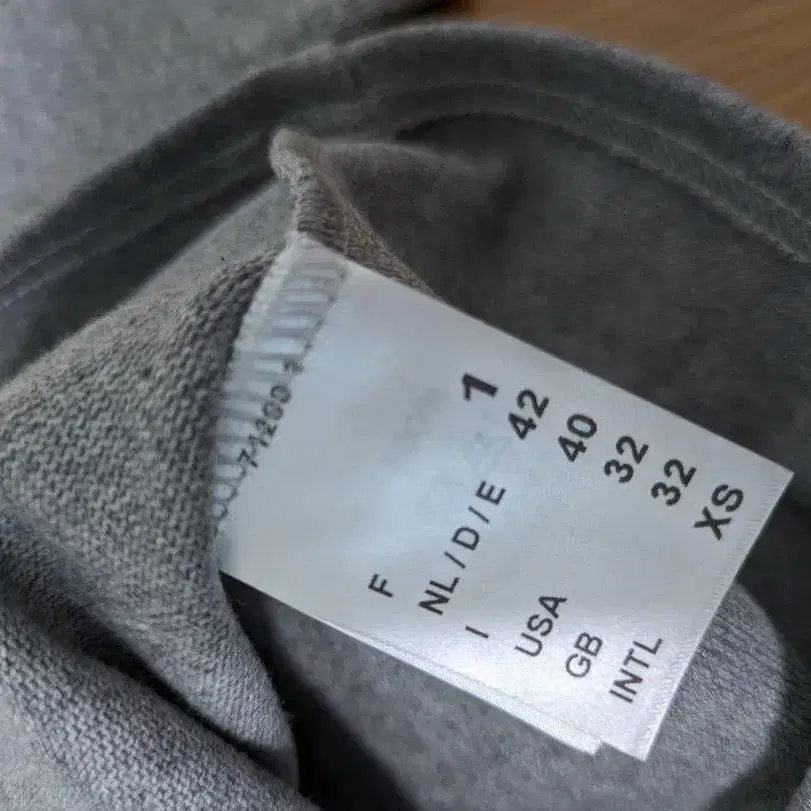 F 1
NL/D/E 42
I 40
USA 32
GB 32
INTL XS